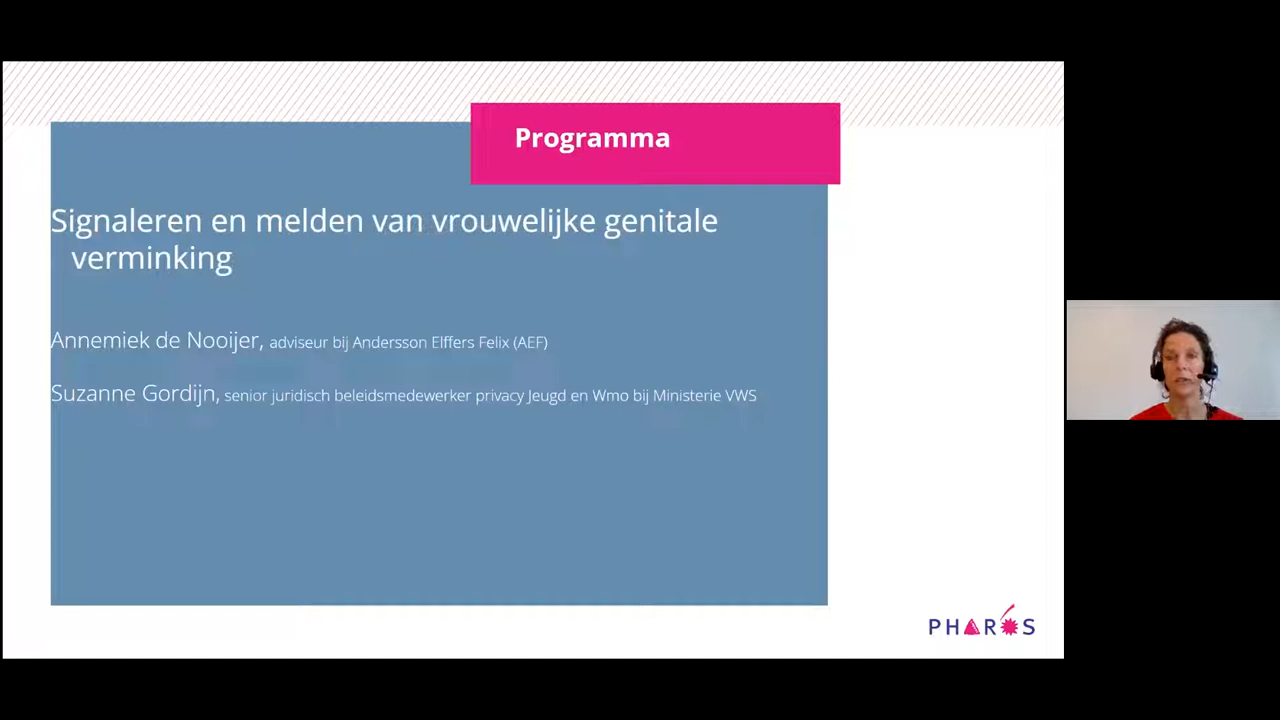 Programma
Signaleren en melden van vrouwelijke genitale
verminking
Annemiek de Nooijer, adviseur bij Andersson Elffers Felix (AEF)
Suzanne Gordijn, senior juridisch beleidsmedewerker privacy Jeugd en Wmo bij Ministerie VWS
PHAROS